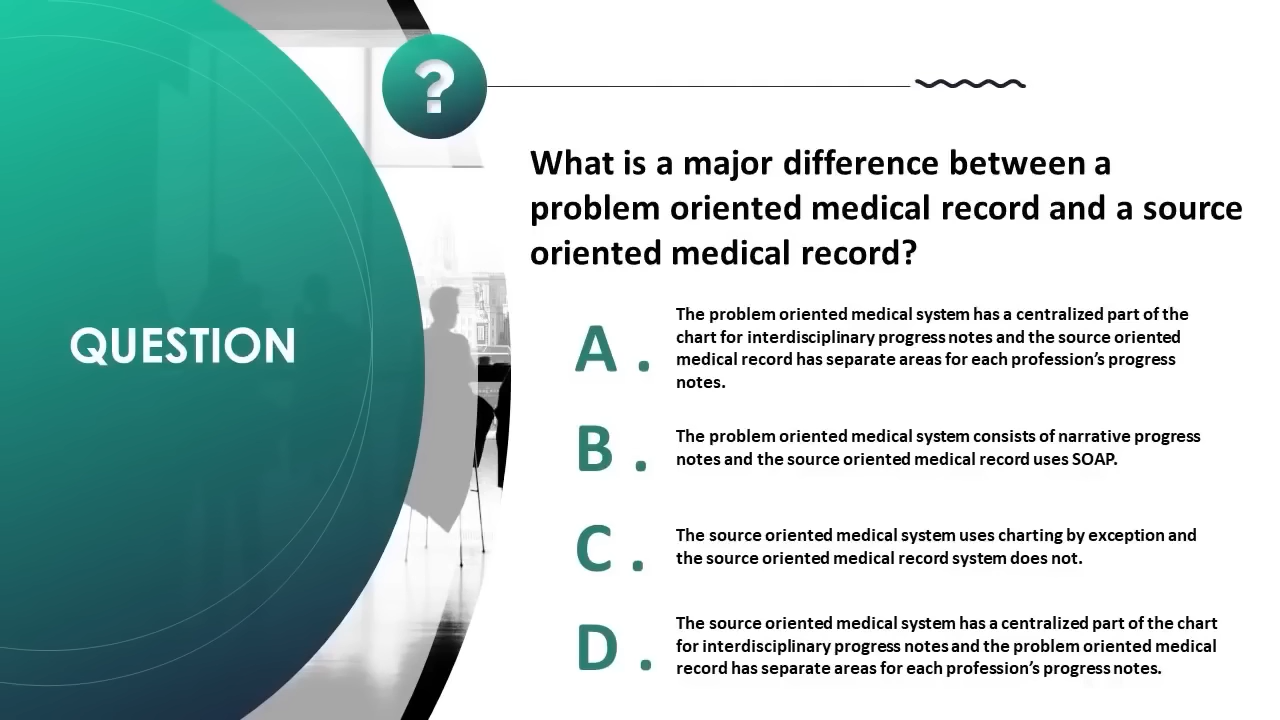 ?
What is a major difference between a
problem oriented medical record and a source
oriented medical record?
QUESTION
A .
The problem oriented medical system has a centralized part of the
chart for interdisciplinary progress notes and the source oriented
medical record has separate areas for each profession’s progress
notes.
B .
The problem oriented medical system consists of narrative progress
notes and the source oriented medical record uses SOAP.
C .
The source oriented medical system uses charting by exception and
the source oriented medical record system does not.
D .
The source oriented medical system has a centralized part of the chart
for interdisciplinary progress notes and the problem oriented medical
record has separate areas for each profession’s progress notes.